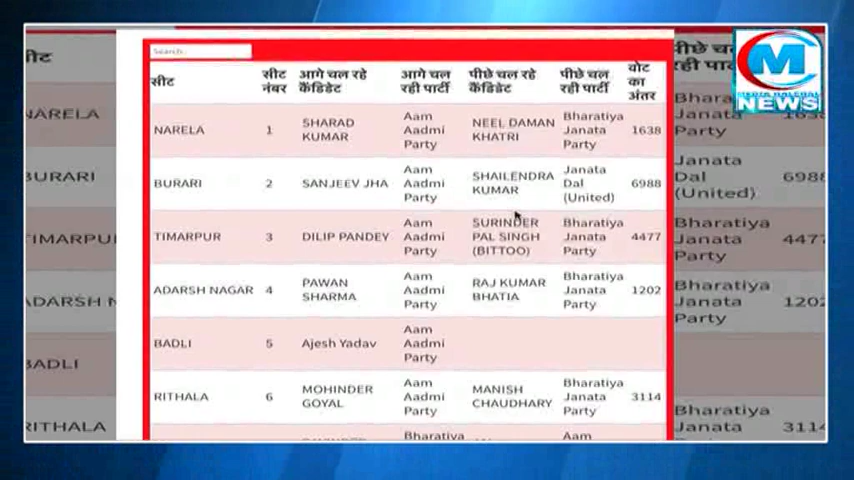 Search..
सीट
सीट नंबर
आगे चल रहे कैंडिडेट
आगे चल रही पार्टी
पीछे चल रहे कैंडिडेट
पीछे चल रही पार्टी
वोट का अंतर
NARELA 1 SHARAD KUMAR Aam Aadmi Party NEEL DAMAN KHATRI Bharatiya Janata Party 1638
BURARI 2 SANJEEV JHA Aam Aadmi Party SHAILENDRA KUMAR Janata Dal (United) 6988
TIMARPUR 3 DILIP PANDEY Aam Aadmi Party SURINDER PAL SINGH (BITTOO) Bharatiya Janata Party 4477
ADARSH NAGAR 4 PAWAN SHARMA Aam Aadmi Party RAJ KUMAR BHATIA Bharatiya Janata Party 1202
BADLI 5 Ajesh Yadav Aam Aadmi Party
RITHALA 6 MOHINDER GOYAL Aam Aadmi Party MANISH CHAUDHARY Bharatiya Janata Party 3114
Bharatiya Aam
M
NEWS